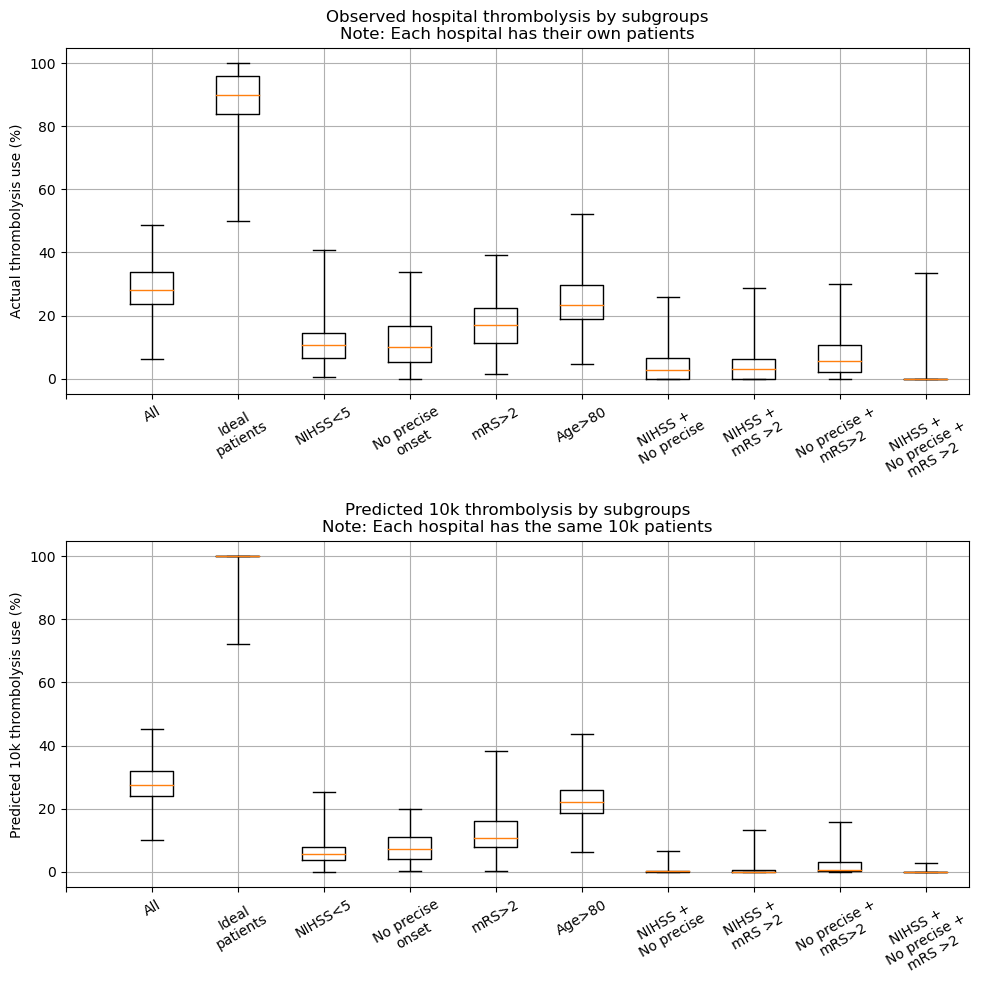 Observed hospital thrombolysis by subgroups
Note: Each hospital has their own patients
Actual thrombolysis use (%)
100
80
60
40
20
0
All
Ideal
patients
NIHSS<5
No precise
onset
mRS>2
Age>80
NIHSS +
No precise
NIHSS +
mRS >2
No precise +
mRS>2
NIHSS +
No precise +
mRS >2
Predicted 10k thrombolysis by subgroups
Note: Each hospital has the same 10k patients
Predicted 10k thrombolysis use (%)
100
80
60
40
20
0
All
Ideal
patients
NIHSS<5
No precise
onset
mRS>2
Age>80
NIHSS +
No precise
NIHSS +
mRS >2
No precise +
mRS>2
NIHSS +
No precise +
mRS >2